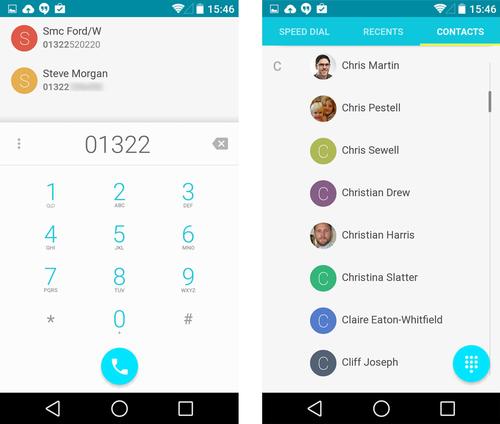 15:46
Smc Ford/W
01322520220
Steve Morgan
01322
01322
1 2 3
QD ABC DEF
4 5 6
GHI JKL MNO
7 8 9
PQRS TUV WXYZ
* 0 #
+
15:46
SPEED DIAL RECENTS CONTACTS
C
Chris Martin
Chris Pestell
C Chris Sewell
C Christian Drew
Christian Harris
C Christina Slatter
C Claire Eaton-Whitfield
C Cliff Joseph